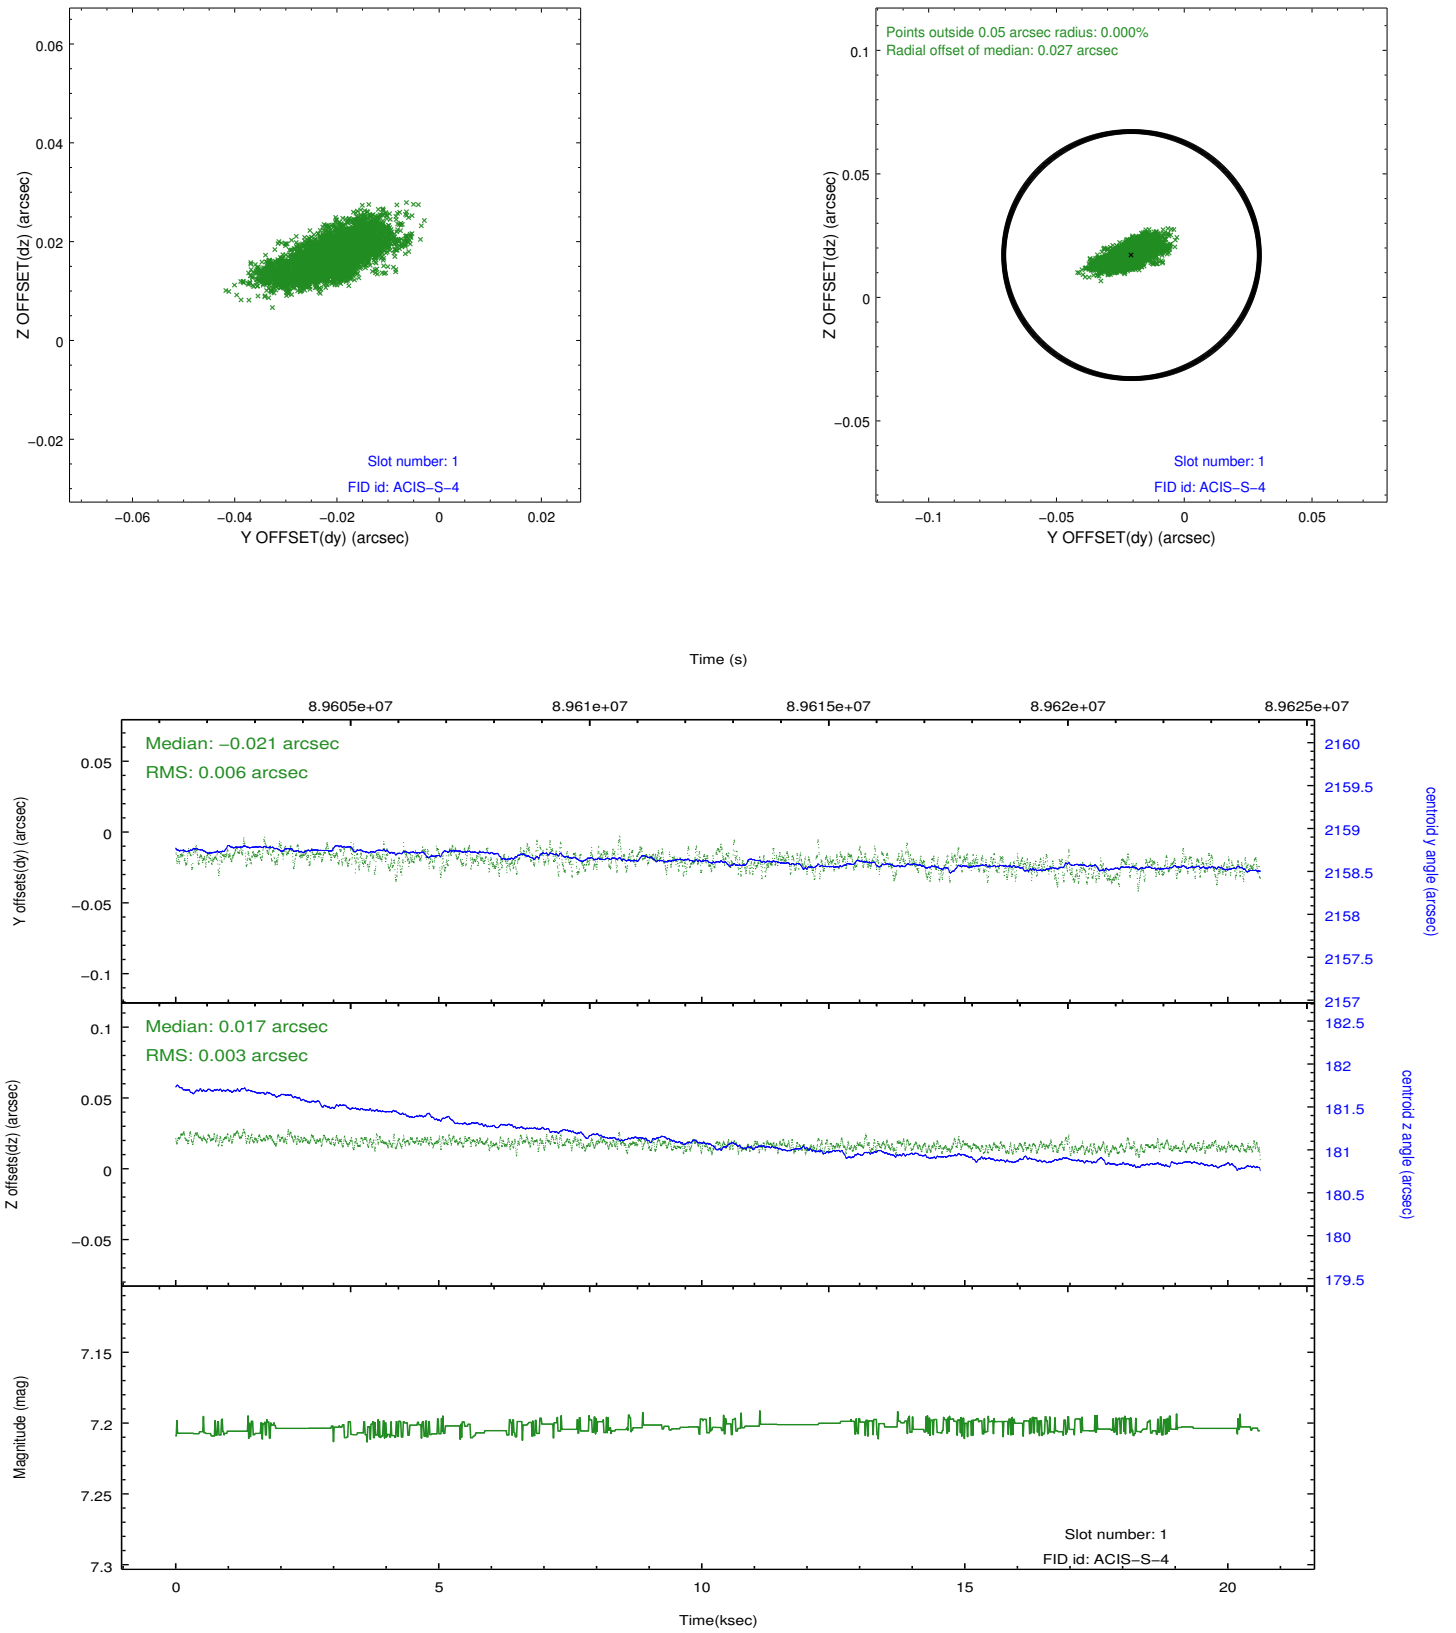 0.06
0.04
0.02
0
−0.02
Z OFFSET(dz) (arcsec)
Slot number: 1
FID id: ACIS−S−4
−0.06
−0.04
−0.02
0
0.02
Y OFFSET(dy) (arcsec)
Points outside 0.05 arcsec radius: 0.000%
Radial offset of median: 0.027 arcsec
0.1
0.05
0
−0.05
Z OFFSET(dz) (arcsec)
Slot number: 1
FID id: ACIS−S−4
−0.1
−0.05
0
0.05
Y OFFSET(dy) (arcsec)
Time (s)
8.9605e+07
8.961e+07
8.9615e+07
8.962e+07
8.9625e+07
Median: −0.021 arcsec
RMS: 0.006 arcsec
0.05
0
−0.05
−0.1
Y offsets(dy) (arcsec)
2160
2159.5
2159
2158.5
2158
2157.5
2157
centroid y angle (arcsec)
Median: 0.017 arcsec
RMS: 0.003 arcsec
0.1
0.05
0
−0.05
Z offsets(dz) (arcsec)
182.5
182
181.5
181
180.5
180
179.5
centroid z angle (arcsec)
7.15
7.2
7.25
7.3
Magnitude (mag)
Slot number: 1
FID id: ACIS−S−4
0
5
10
15
20
Time(ksec)